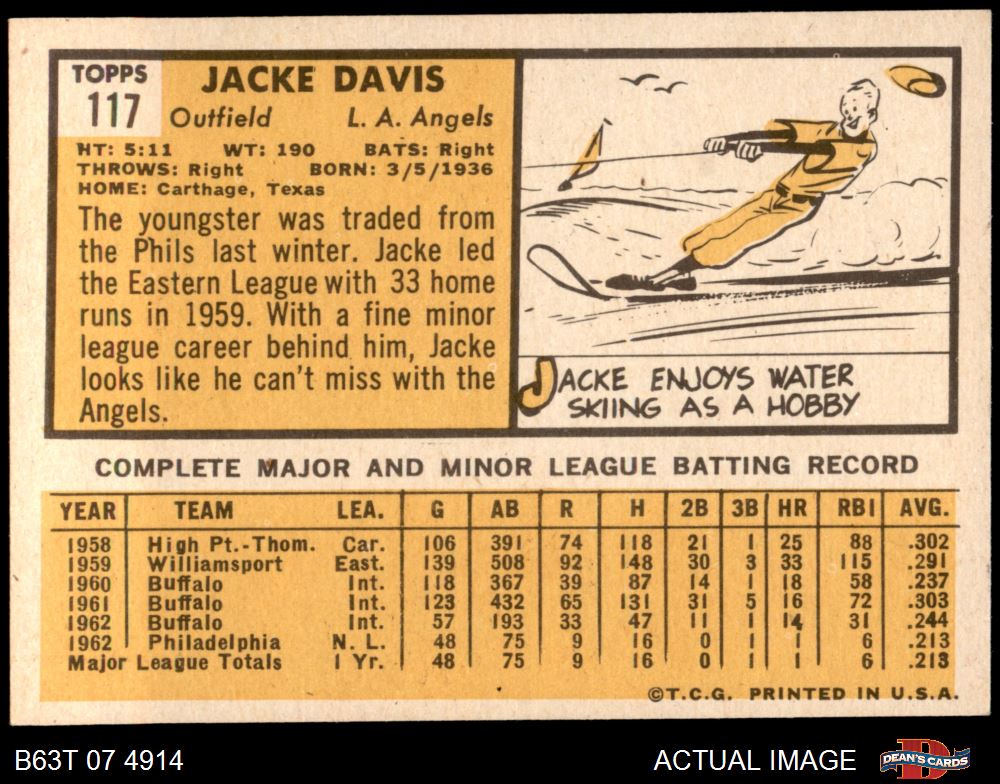 TOPPS
117
JACKE DAVIS
Outfield L. A. Angels
HT: 5:11 WT: 190 BATS: Right
THROWS: Right BORN: 3/5/1936
HOME: Carthage, Texas
The youngster was traded from
the Phils last winter. Jacke led
the Eastern League with 33 home
runs in 1959. With a fine minor
league career behind him, Jacke
looks like he can't miss with the
Angels.
JACKE ENJOYS WATER
SKIING AS A HOBBY
COMPLETE MAJOR AND MINOR LEAGUE BATTING RECORD
YEAR TEAM LEA. G AB R H 2B 3B HR RBI AVG.
1958 High Pt.-Thom. Car. 106 391 74 118 21 1 25 88 .302
1959 Williamsport East. 139 508 92 148 30 3 33 115 .291
1960 Buffalo Int. 118 367 39 87 14 1 18 58 .237
1961 Buffalo Int. 123 432 65 131 31 5 16 72 .303
1962 Buffalo Int. 57 193 33 47 11 1 14 31 .244
1962 Philadelphia N. L. 48 75 9 16 0 1 1 6 .213
Major League Totals 1 Yr. 48 75 9 16 0 1 1 6 .213
©T.C.G. PRINTED IN U.S.A.
B63T 07 4914 ACTUAL IMAGE
DEAN'S CARDS